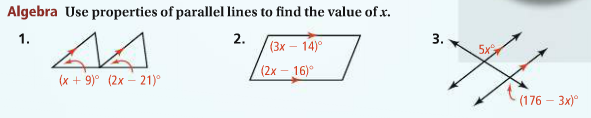 Algebra Use properties of parallel lines to find the value of x.
1.
(x + 9)° (2x − 21)°
2.
(3x − 14)°
(2x − 16)°
3.
5x°
(176 − 3x)°